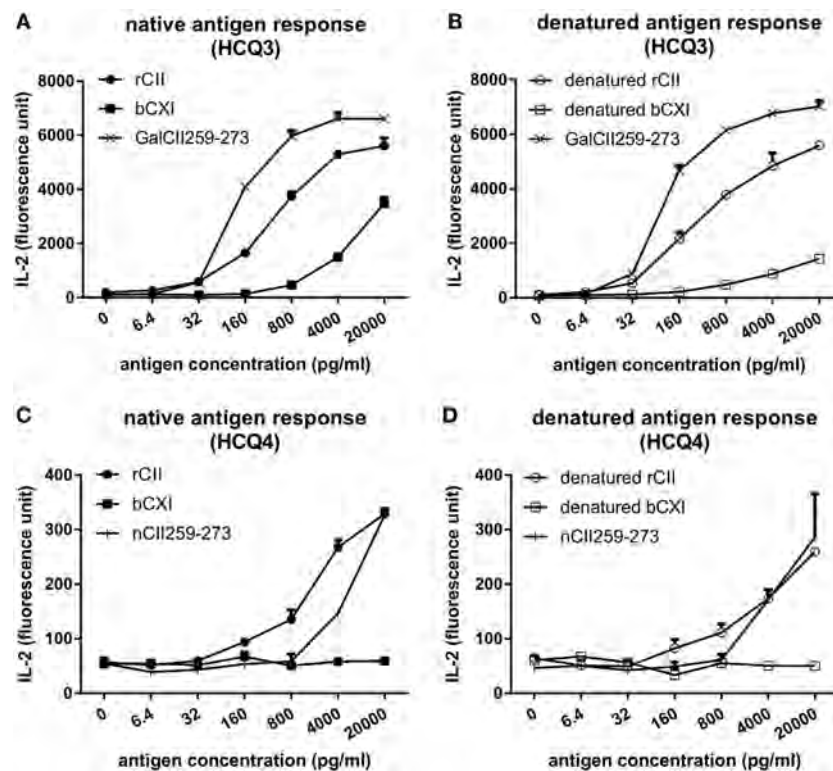 A
native antigen response
(HCQ3)
8000
6000
4000
2000
0
IL-2 (fluorescence unit)
rCII
bCXI
GalCII259-273
0
6.4
32
160
800
4000
20000
antigen concentration (pg/ml)
B
denatured antigen response
(HCQ3)
8000
6000
4000
2000
0
IL-2 (fluorescence unit)
denatured rCII
denatured bCXI
GalCII259-273
0
6.4
32
160
800
4000
20000
antigen concentration (pg/ml)
C
native antigen response
(HCQ4)
400
300
200
100
0
IL-2 (fluorescence unit)
rCII
bCXI
nCII259-273
0
6.4
32
160
800
4000
20000
antigen concentration (pg/ml)
D
denatured antigen response
(HCQ4)
400
300
200
100
0
IL-2 (fluorescence unit)
denatured rCII
denatured bCXI
nCII259-273
0
6.4
32
160
800
4000
20000
antigen concentration (pg/ml)